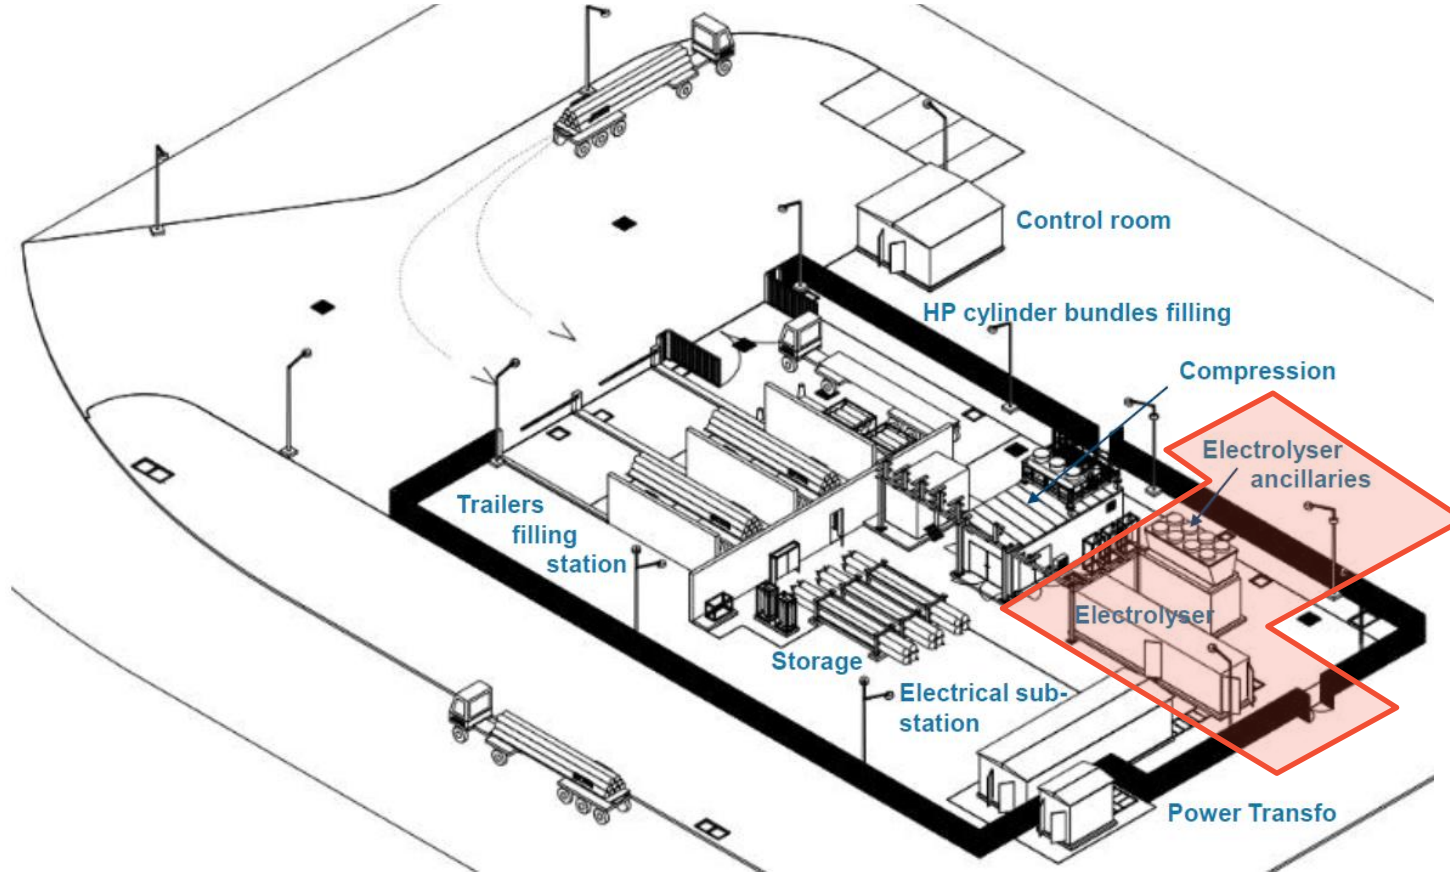 Control room
HP cylinder bundles filling
Compression
Electrolyser
ancillaries
Trailers
filling
station
Electrolyser
Storage
Electrical sub-
station
Power Transfo